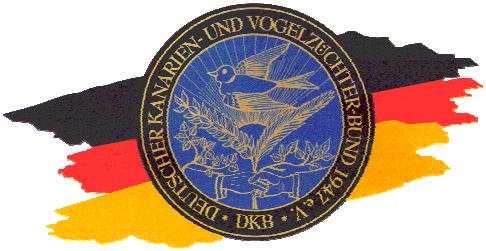 DEUTSCHER KANARIEN- UND VOGELZÜCHTER-BUND 1947 e.V.
· DKB ·